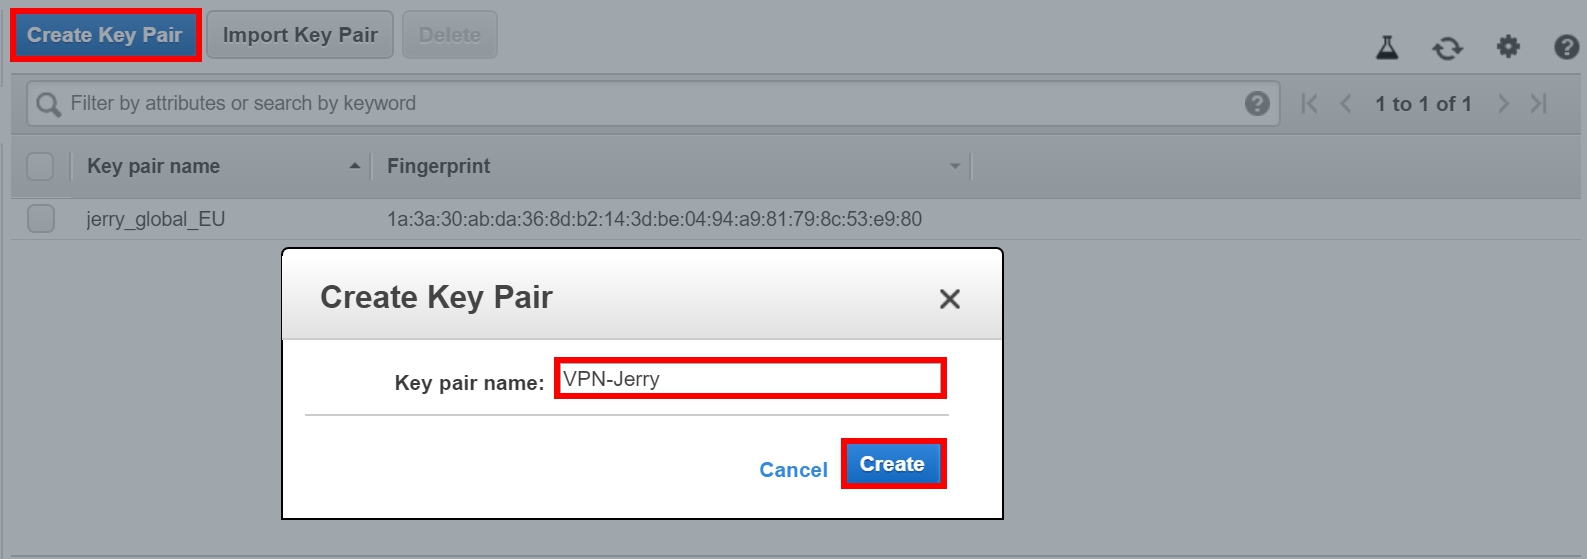 Create Key Pair Import Key Pair Delete
Filter by attributes or search by keyword
1 to 1 of 1
Key pair name Fingerprint
jerry_global_EU 1a:3a:30:ab:da:36:8d:b2:14:3d:be:04:94:a9:81:79:8c:53:e9:80
Create Key Pair
Key pair name: VPN-Jerry
Cancel Create